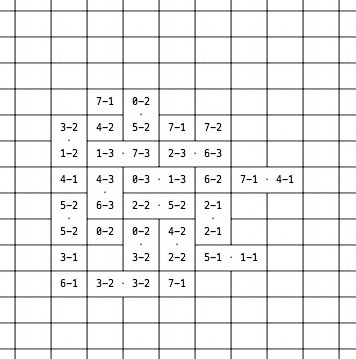 7-1 0-2
3-2 4-2 5-2 7-1 7-2
1-2 1-3 · 7-3 2-3 · 6-3
4-1 4-3 0-3 · 1-3 6-2 7-1 · 4-1
5-2 6-3 2-2 · 5-2 2-1
5-2 0-2 0-2 4-2 2-1
3-1 3-2 2-2 5-1 · 1-1
6-1 3-2 · 3-2 7-1